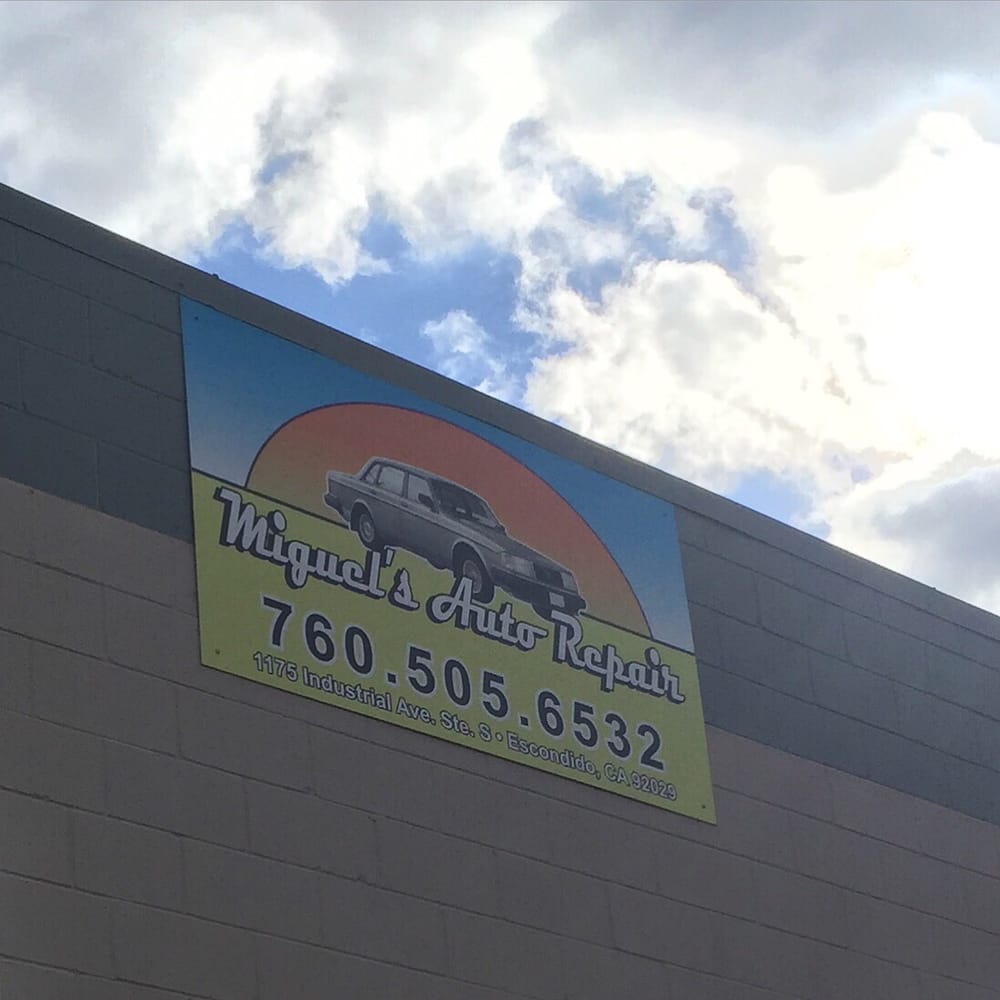 Miguel's Auto Repair
760.505.6532
1175 Industrial Ave. Ste. S • Escondido, CA 92029